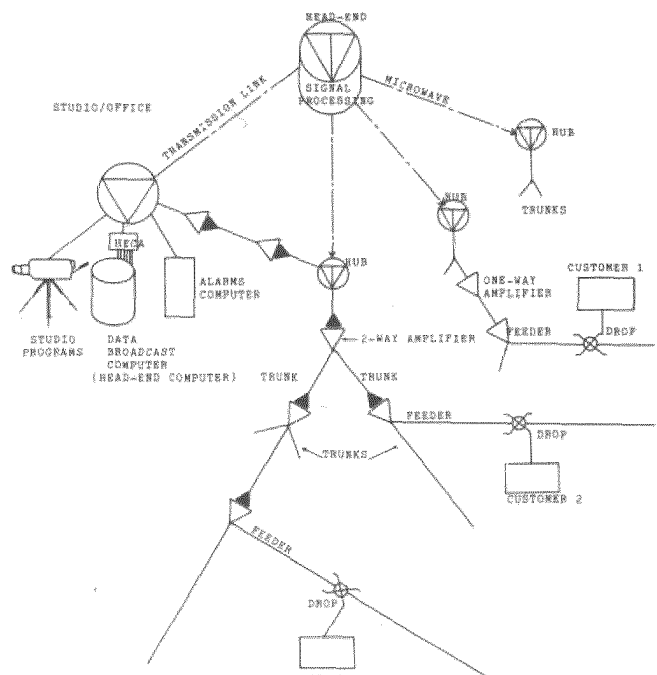 HEAD-END
SIGNAL
PROCESSING
MICROWAVE
TRANSMISSION LINK
STUDIO/OFFICE
HUB
TRUNKS
HUB
HECA
ALARMS
COMPUTER
HUB
ONE-WAY
AMPLIFIER
CUSTOMER 1
STUDIO
PROGRAMS
DATA
BROADCAST
COMPUTER
(HEAD-END COMPUTER)
2-WAY AMPLIFIER
FEEDER
DROP
TRUNK
TRUNK
FEEDER
DROP
TRUNKS
CUSTOMER 2
FEEDER
DROP